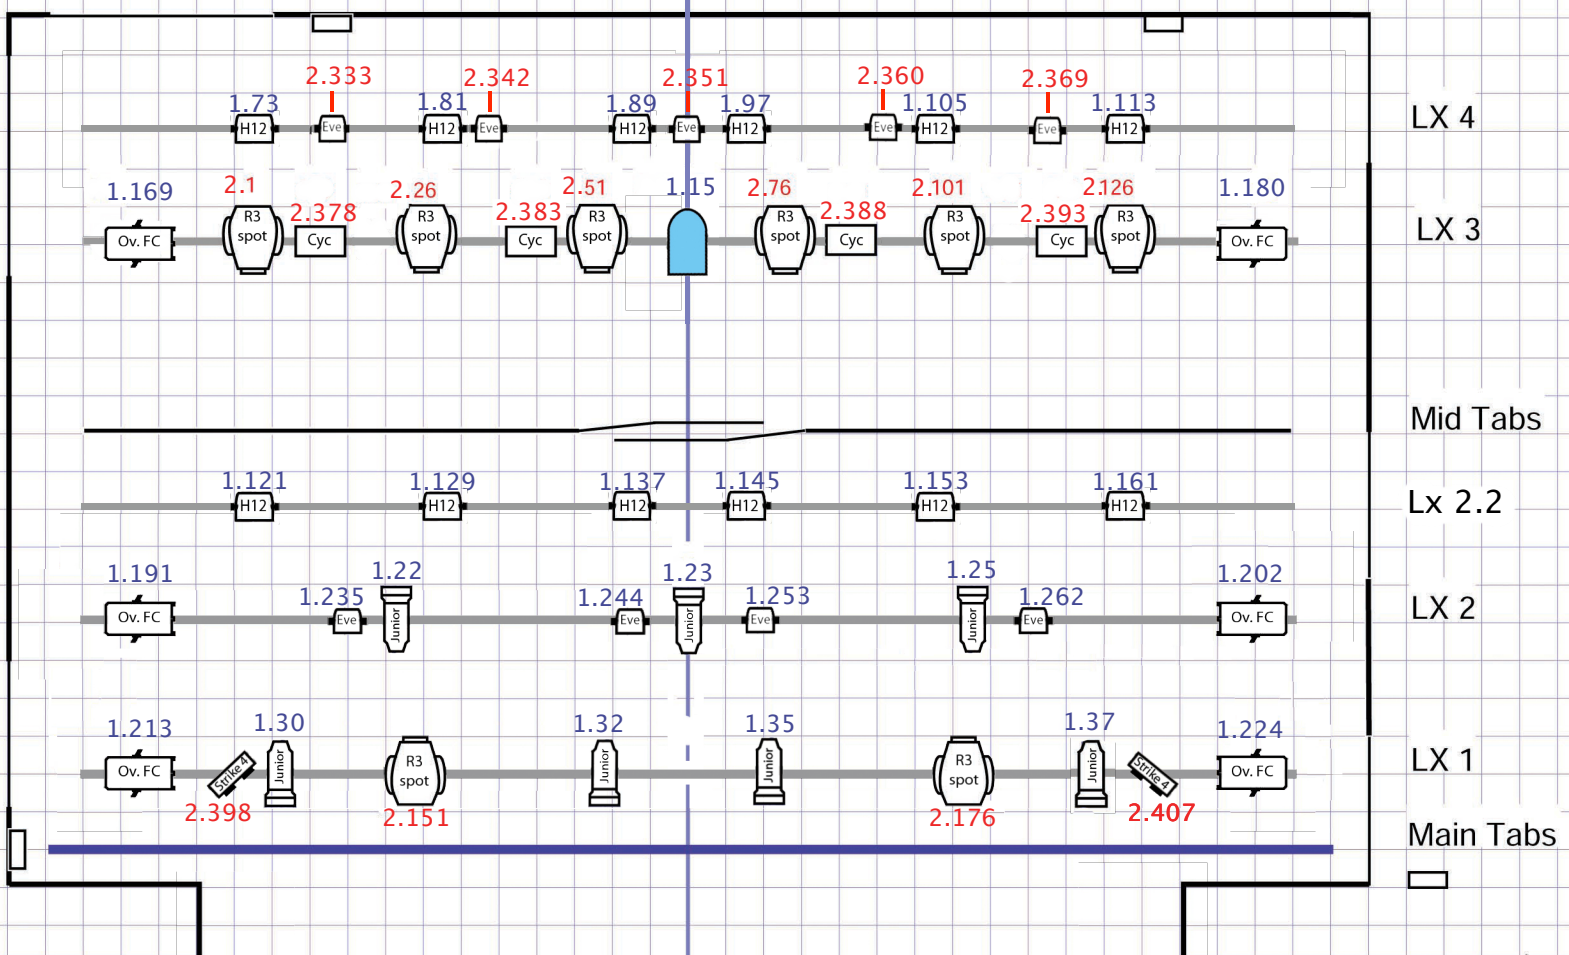 2.333 2.342 2.351 2.360 2.369
1.73 1.81 1.89 1.97 1.105 1.113
H12 Eve H12 Eve H12 Eve H12 Eve H12 Eve H12 LX 4
1.169 2.1 2.26 2.51 1.15 2.76 2.101 2.126 1.180
2.378 2.383 2.388 2.393
Ov. FC R3 spot Cyc R3 spot Cyc R3 spot R3 spot Cyc R3 spot Cyc R3 spot Ov. FC LX 3
Mid Tabs
1.121 1.129 1.137 1.145 1.153 1.161
H12 H12 H12 H12 H12 H12 Lx 2.2
1.191 1.22 1.23 1.25 1.202
1.235 1.244 1.253 1.262
Ov. FC Eve Junior Eve Junior Eve Junior Eve Ov. FC LX 2
1.213 1.30 1.32 1.35 1.37 1.224
Ov. FC Strike 4 Junior R3 spot Junior Junior R3 spot Junior Strike 4 Ov. FC LX 1
2.398 2.151 2.176 2.407
Main Tabs